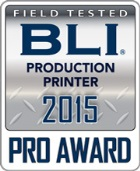 FIELD TESTED
BLI®
PRODUCTION
PRINTER
2015
PRO AWARD